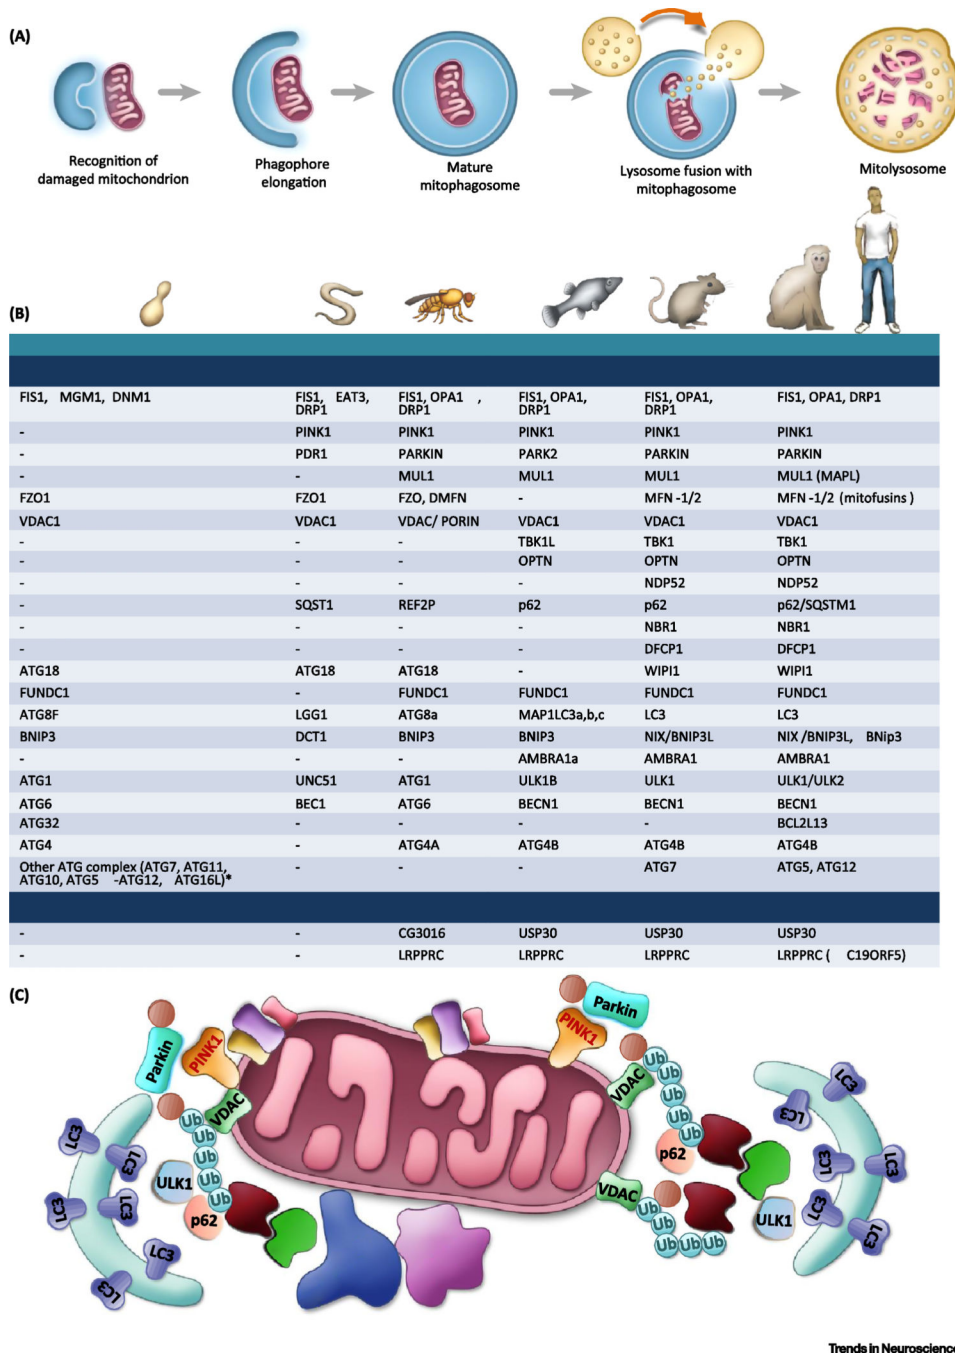 (A)
Recognition of
damaged mitochondrion
Phagophore
elongation
Mature
mitophagosome
Lysosome fusion with
mitophagosome
Mitolysosome
(B)
FIS1, MGM1, DNM1 FIS1, EAT3, DRP1 FIS1, OPA1 , DRP1 FIS1, OPA1, DRP1 FIS1, OPA1, DRP1 FIS1, OPA1, DRP1
- PINK1 PINK1 PINK1 PINK1 PINK1
- PDR1 PARKIN PARK2 PARKIN PARKIN
- - MUL1 MUL1 MUL1 MUL1 (MAPL)
FZO1 FZO1 FZO, DMFN - MFN -1/2 MFN -1/2 (mitofusins )
VDAC1 VDAC1 VDAC/ PORIN VDAC1 VDAC1 VDAC1
- - - TBK1L TBK1 TBK1
- - - OPTN OPTN OPTN
- - - - NDP52 NDP52
- SQST1 REF2P p62 p62 p62/SQSTM1
- - - - NBR1 NBR1
- - - - DFCP1 DFCP1
ATG18 ATG18 ATG18 - WIPI1 WIPI1
FUNDC1 - FUNDC1 FUNDC1 FUNDC1 FUNDC1
ATG8F LGG1 ATG8a MAP1LC3a,b,c LC3 LC3
BNIP3 DCT1 BNIP3 BNIP3 NIX/BNIP3L NIX /BNIP3L, BNip3
- - - AMBRA1a AMBRA1 AMBRA1
ATG1 UNC51 ATG1 ULK1B ULK1 ULK1/ULK2
ATG6 BEC1 ATG6 BECN1 BECN1 BECN1
ATG32 - - - - BCL2L13
ATG4 - ATG4A ATG4B ATG4B ATG4B
Other ATG complex (ATG7, ATG11,
ATG10, ATG5 -ATG12, ATG16L)* - - - ATG7 ATG5, ATG12
- - CG3016 USP30 USP30 USP30
- - LRPPRC LRPPRC LRPPRC LRPPRC ( C19ORF5)
(C)
Parkin
PINK1
VDAC
Ub
Ub
Ub
Ub
Ub
Ub
ULK1
p62
LC3
LC3
LC3
LC3
LC3
LC3
Parkin
PINK1
VDAC
Ub
Ub
Ub
Ub
Ub
Ub
p62
VDAC
Ub
Ub
Ub
Ub
Ub
ULK1
LC3
LC3
LC3
LC3
LC3
LC3
Trends in Neuroscience